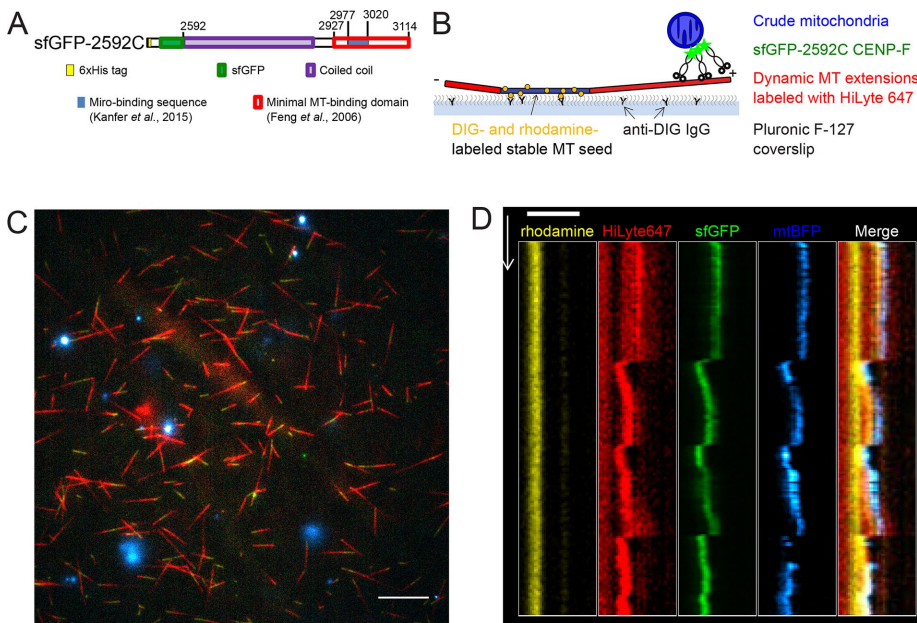 A
sfGFP-2592C
2592
2927
2977
3020
3114
6xHis tag
sfGFP
Coiled coil
Miro-binding sequence
(Kanfer et al., 2015)
Minimal MT-binding domain
(Feng et al., 2006)
B
-
+
DIG- and rhodamine-
labeled stable MT seed
anti-DIG IgG
Crude mitochondria
sfGFP-2592C CENP-F
Dynamic MT extensions
labeled with HiLyte 647
Pluronic F-127
coverslip
C
D
rhodamine
HiLyte647
sfGFP
mtBFP
Merge